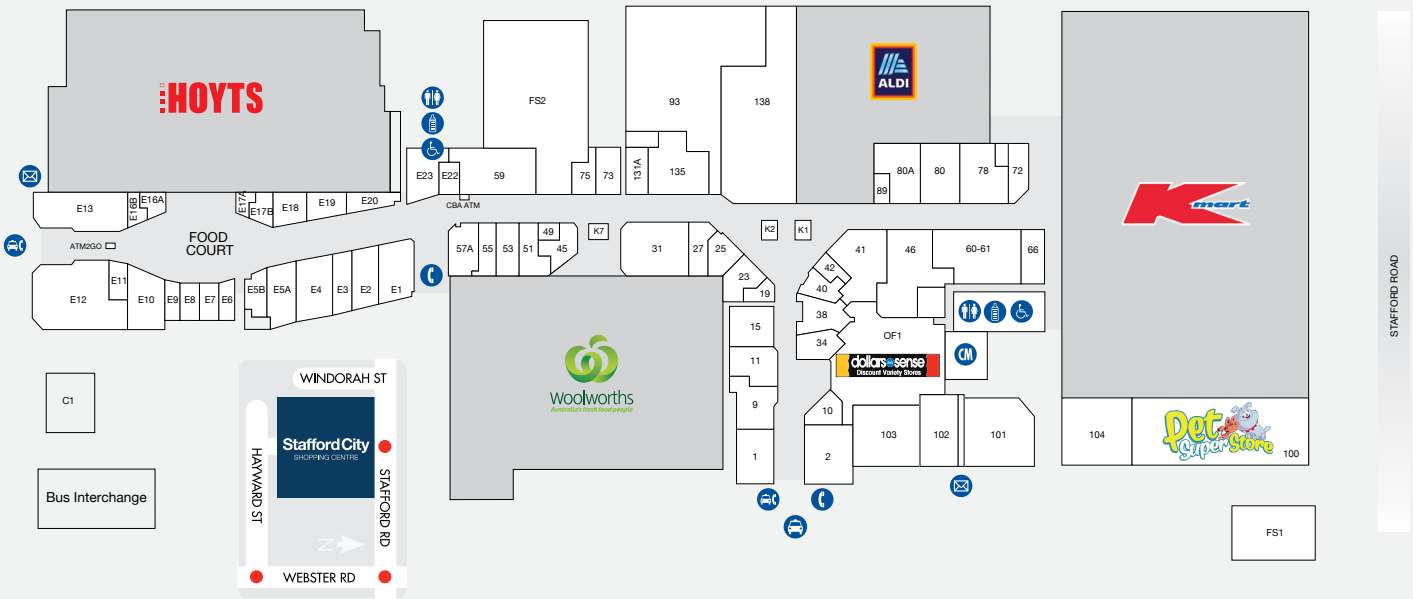 HOYTS
FS2
93
138
ALDI
Kmart
STAFFORD ROAD
E23
E22
59
75
73
131A
135
89
80A
80
78
72
CBA ATM
E13
E16B
E16A
E17A
E17B
E18
E19
E20
ATM2GO
FOOD
COURT
57A
55
53
51
49
45
K7
31
27
25
23
19
K2
K1
41
42
40
38
34
46
60-61
66
E12
E11
E10
E9
E8
E7
E6
E5B
E5A
E4
E3
E2
E1
15
11
9
1
OF1
dollars sense
Discount Variety Stores
CM
Woolworths
Australia's fresh food people
10
2
103
102
101
104
Pet
Super Store
100
FS1
C1
Bus Interchange
WINDORAH ST
Stafford City
SHOPPING CENTRE
HAYWARD ST
STAFFORD RD
N
WEBSTER RD